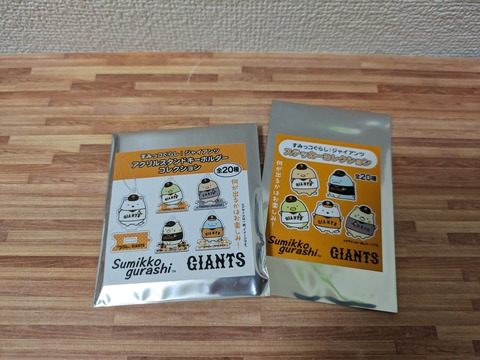 すみっコぐらし | ジャイアンツ
アクリルスタンドキーホルダー
コレクション
全20種
何が出るかはお楽しみ!
GIANTS
Sumikko
gurashi™
GIANTS
すみっコぐらし | ジャイアンツ
ステッカーコレクション
全20種
何が出るかはお楽しみ!
GIANTS
Sumikko
gurashi™
GIANTS